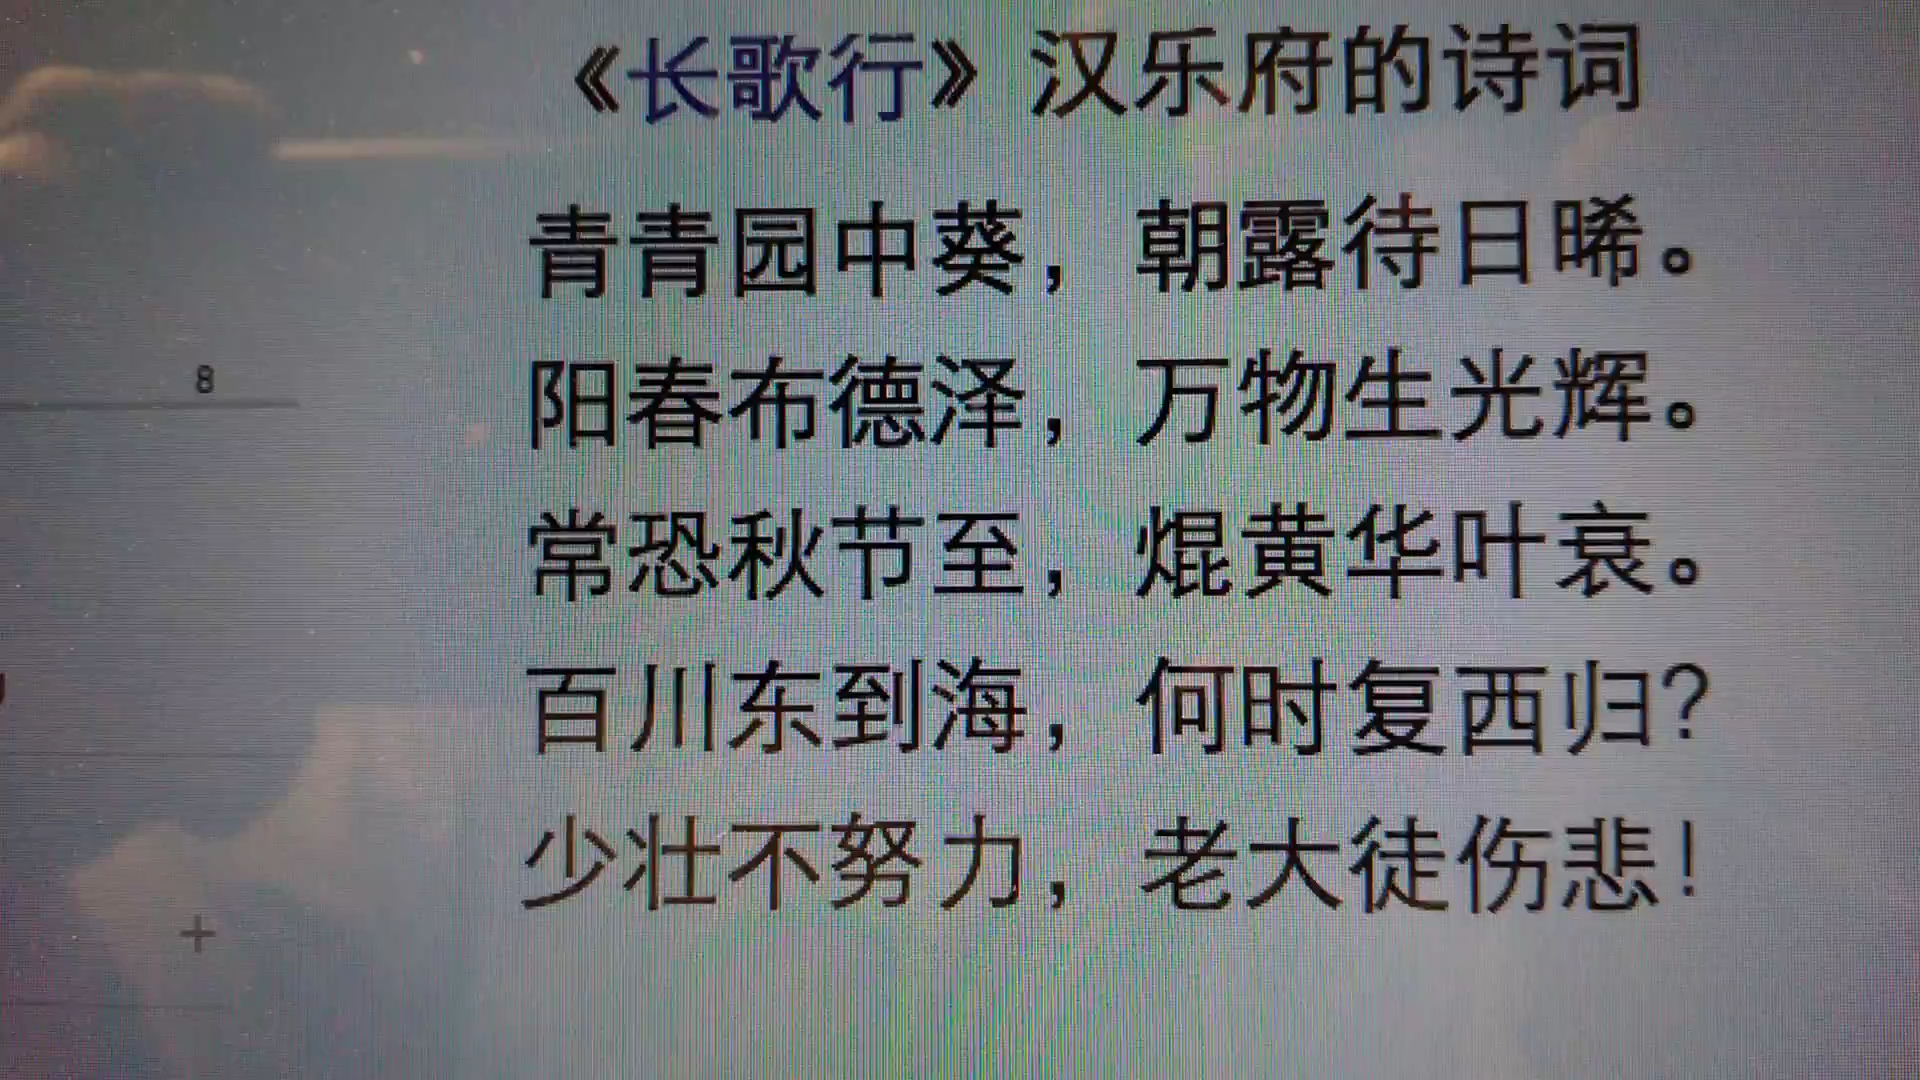 《长歌行》汉乐府的诗词
青青园中葵，朝露待日晞。
阳春布德泽，万物生光辉。
8
常恐秋节至，焜黄华叶衰。
百川东到海，何时复西归？
少壮不努力，老大徒伤悲！
+